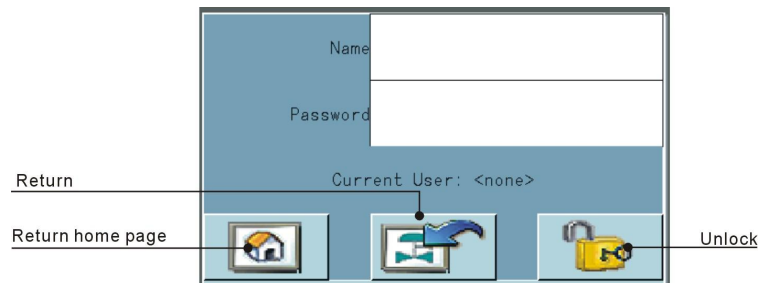 Name
Password
Current User: <none>
Return
Return home page
Unlock